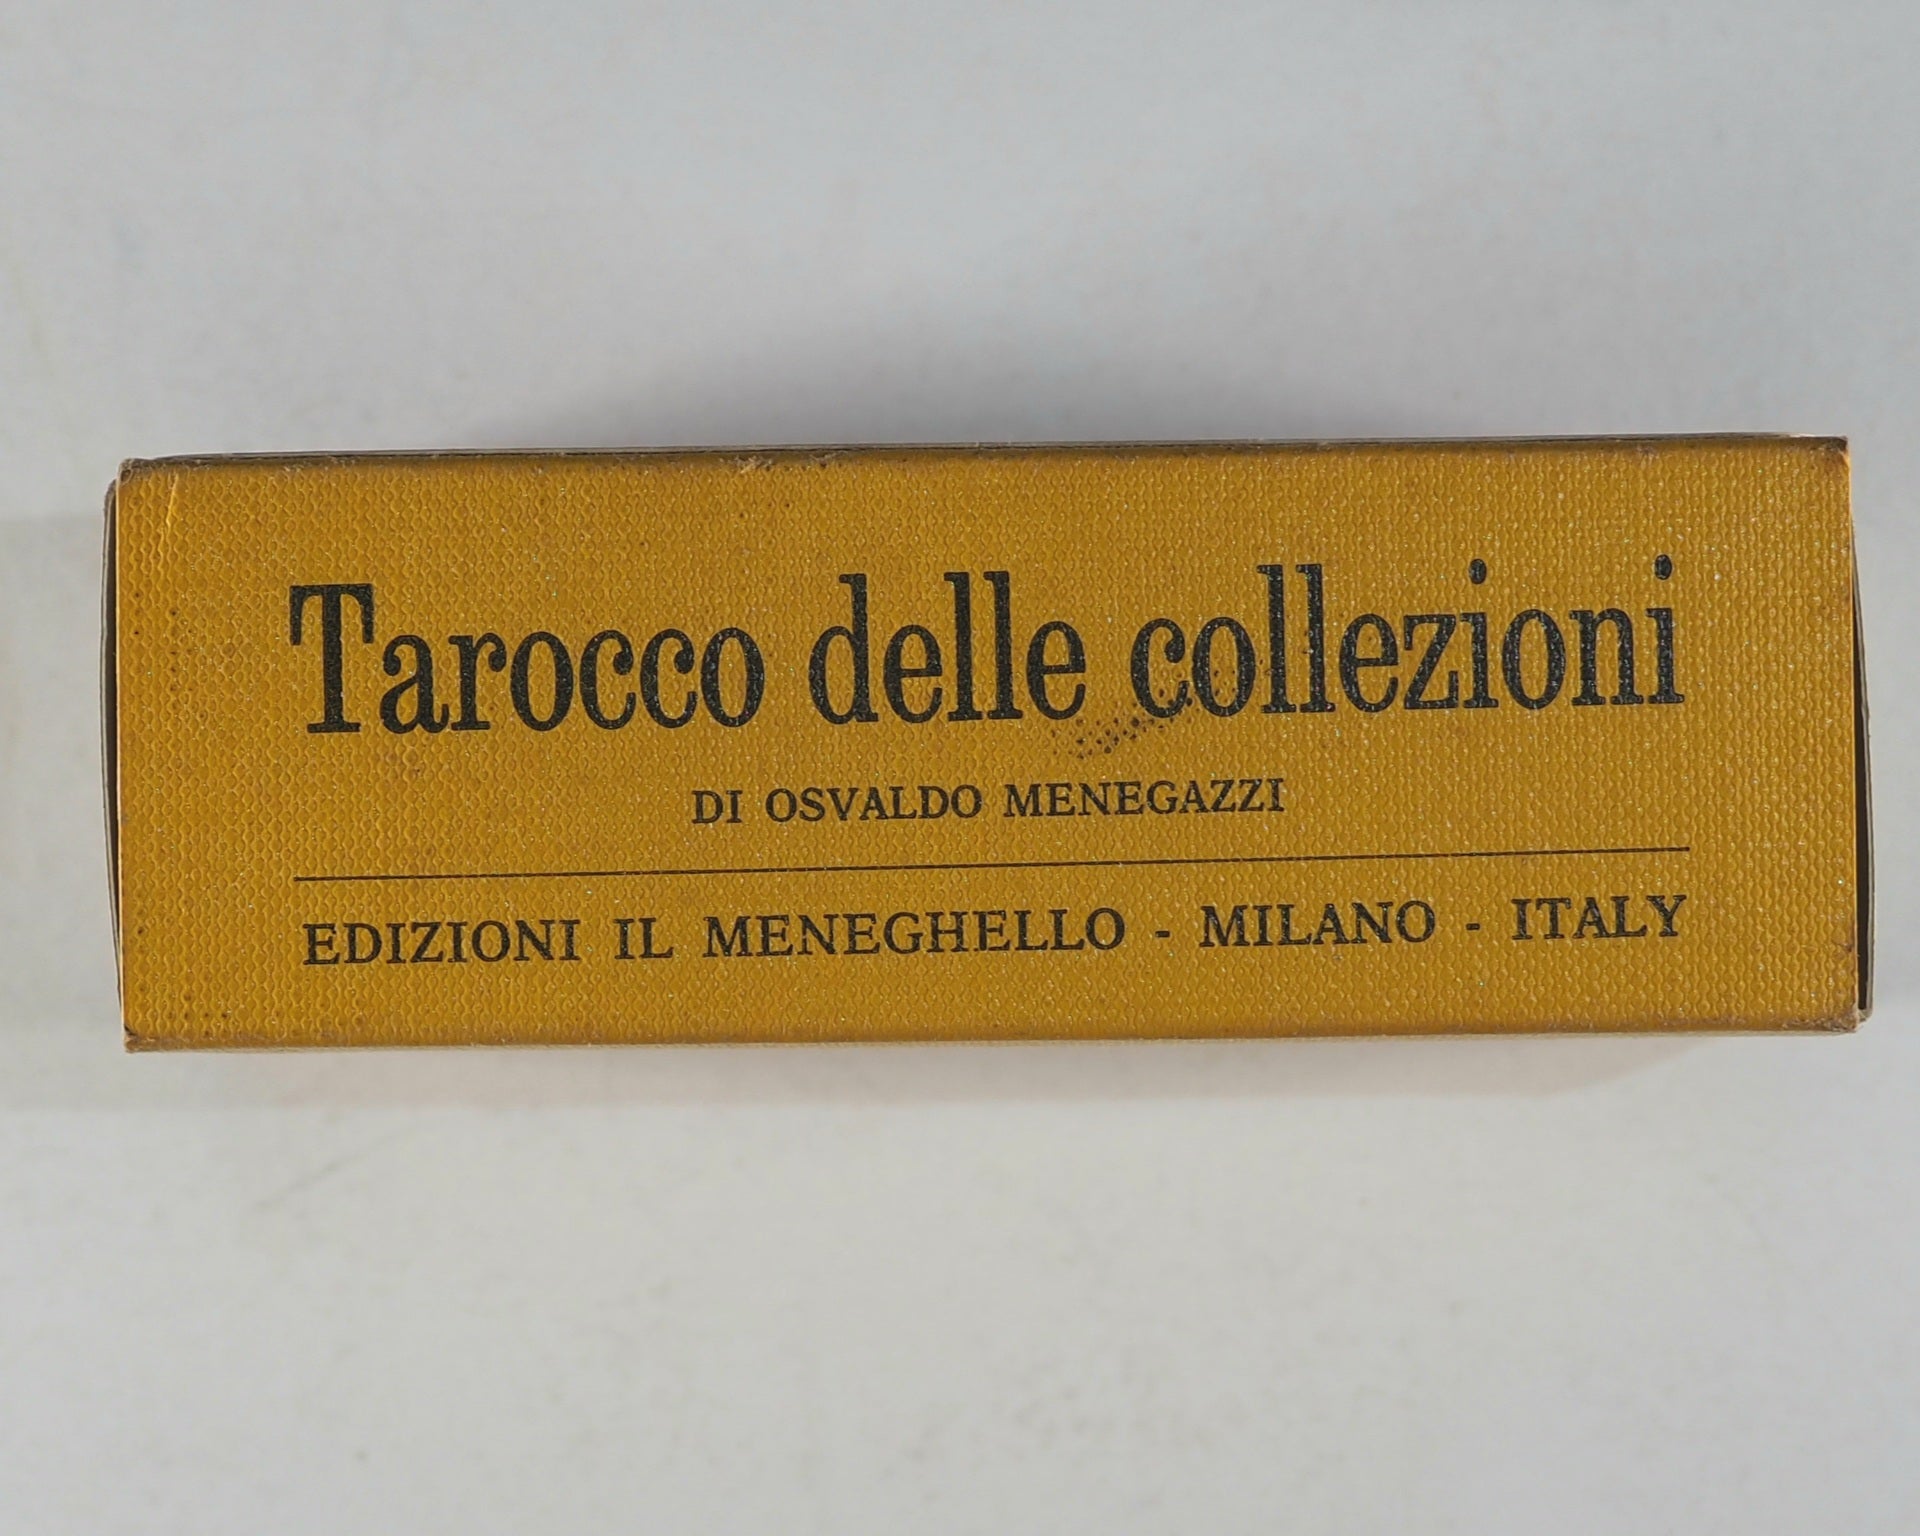 Tarocco delle collezioni
DI OSVALDO MENEGAZZI
EDIZIONI IL MENEGHELLO - MILANO - ITALY